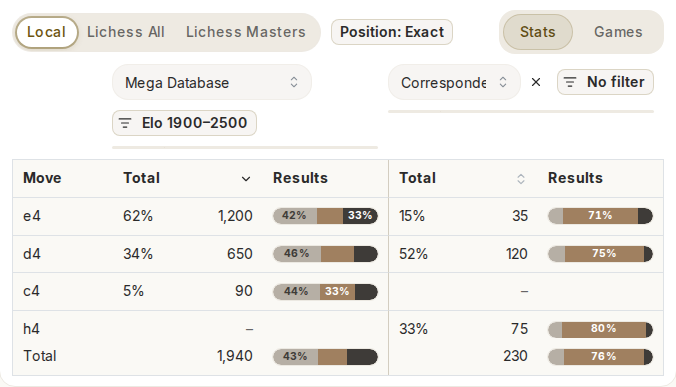 Local Lichess All Lichess Masters Position: Exact Stats Games
Mega Database Corresponde × No filter
Elo 1900–2500
Move Total Results Total Results
e4 62% 1,200 42% 33% 15% 35 71%
d4 34% 650 46% 52% 120 75%
c4 5% 90 44% 33% –
h4 – 33% 75 80%
Total 1,940 43% 230 76%